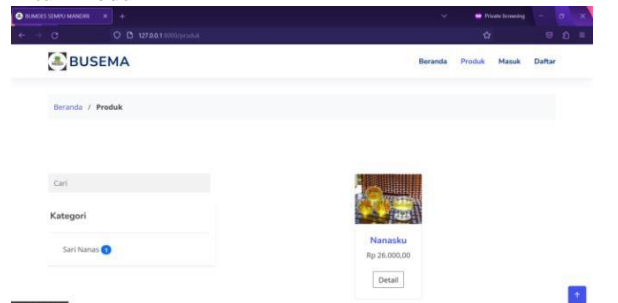 BUMDES SEMPU MANDIRI
Private browsing
127.0.0.1:8000/produk
BUSEMA
Beranda Produk Masuk Daftar
Beranda / Produk
Cari
Kategori
Sari Nanas 1
Nanasku
Rp 26.000,00
Detail